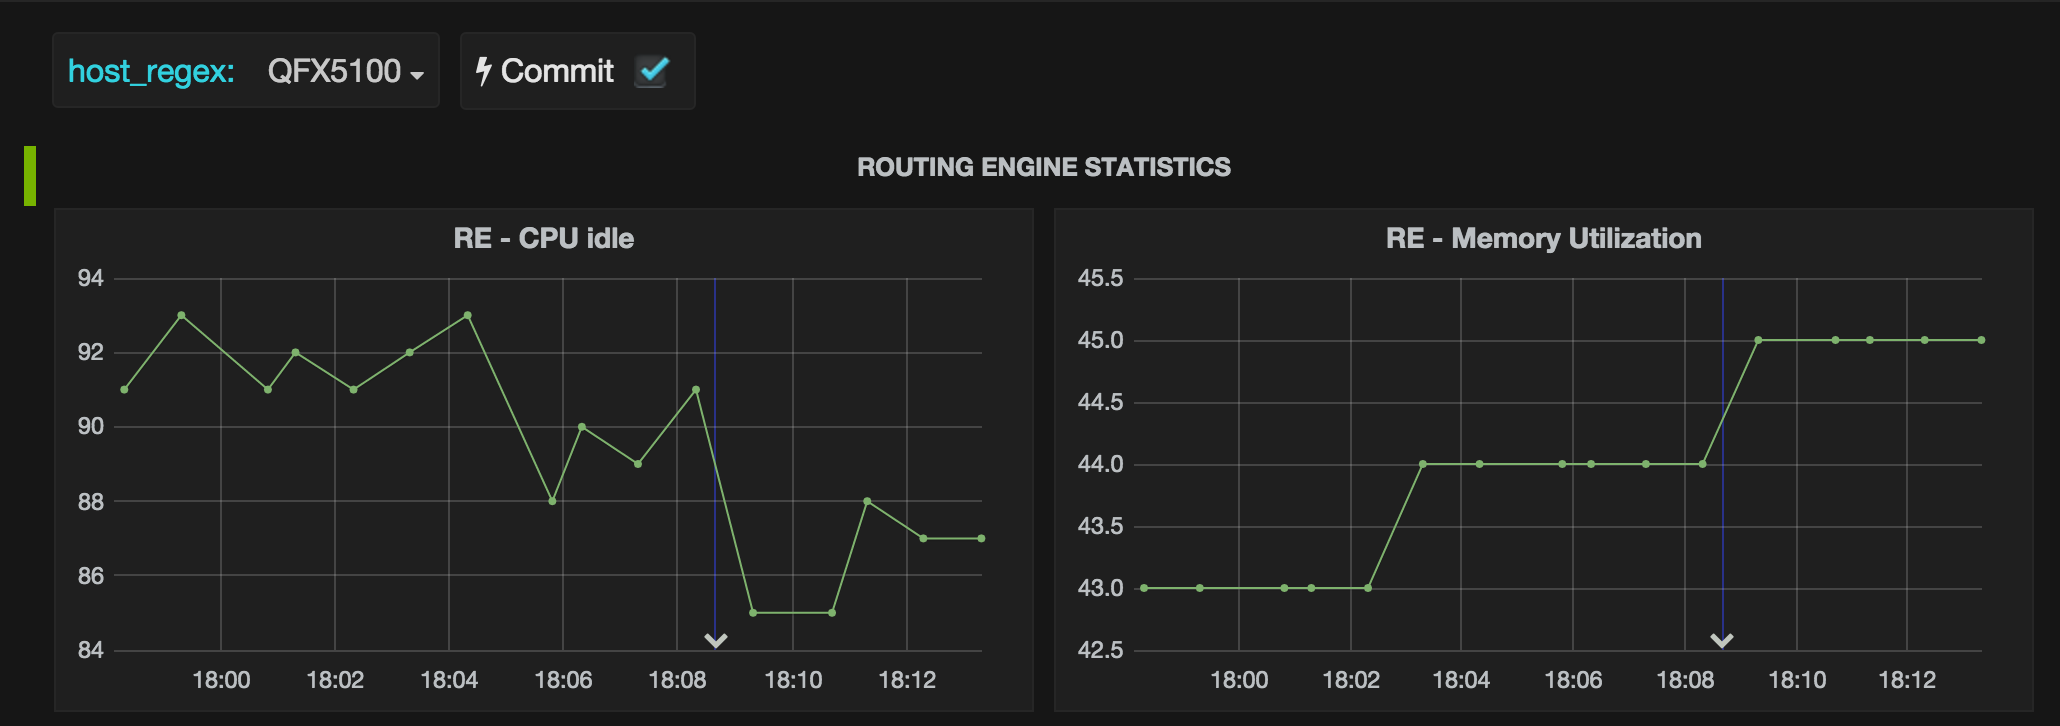 host_regex: QFX5100 Commit
ROUTING ENGINE STATISTICS
RE - CPU idle
94
92
90
88
86
84
18:00 18:02 18:04 18:06 18:08 18:10 18:12
RE - Memory Utilization
45.5
45.0
44.5
44.0
43.5
43.0
42.5
18:00 18:02 18:04 18:06 18:08 18:10 18:12